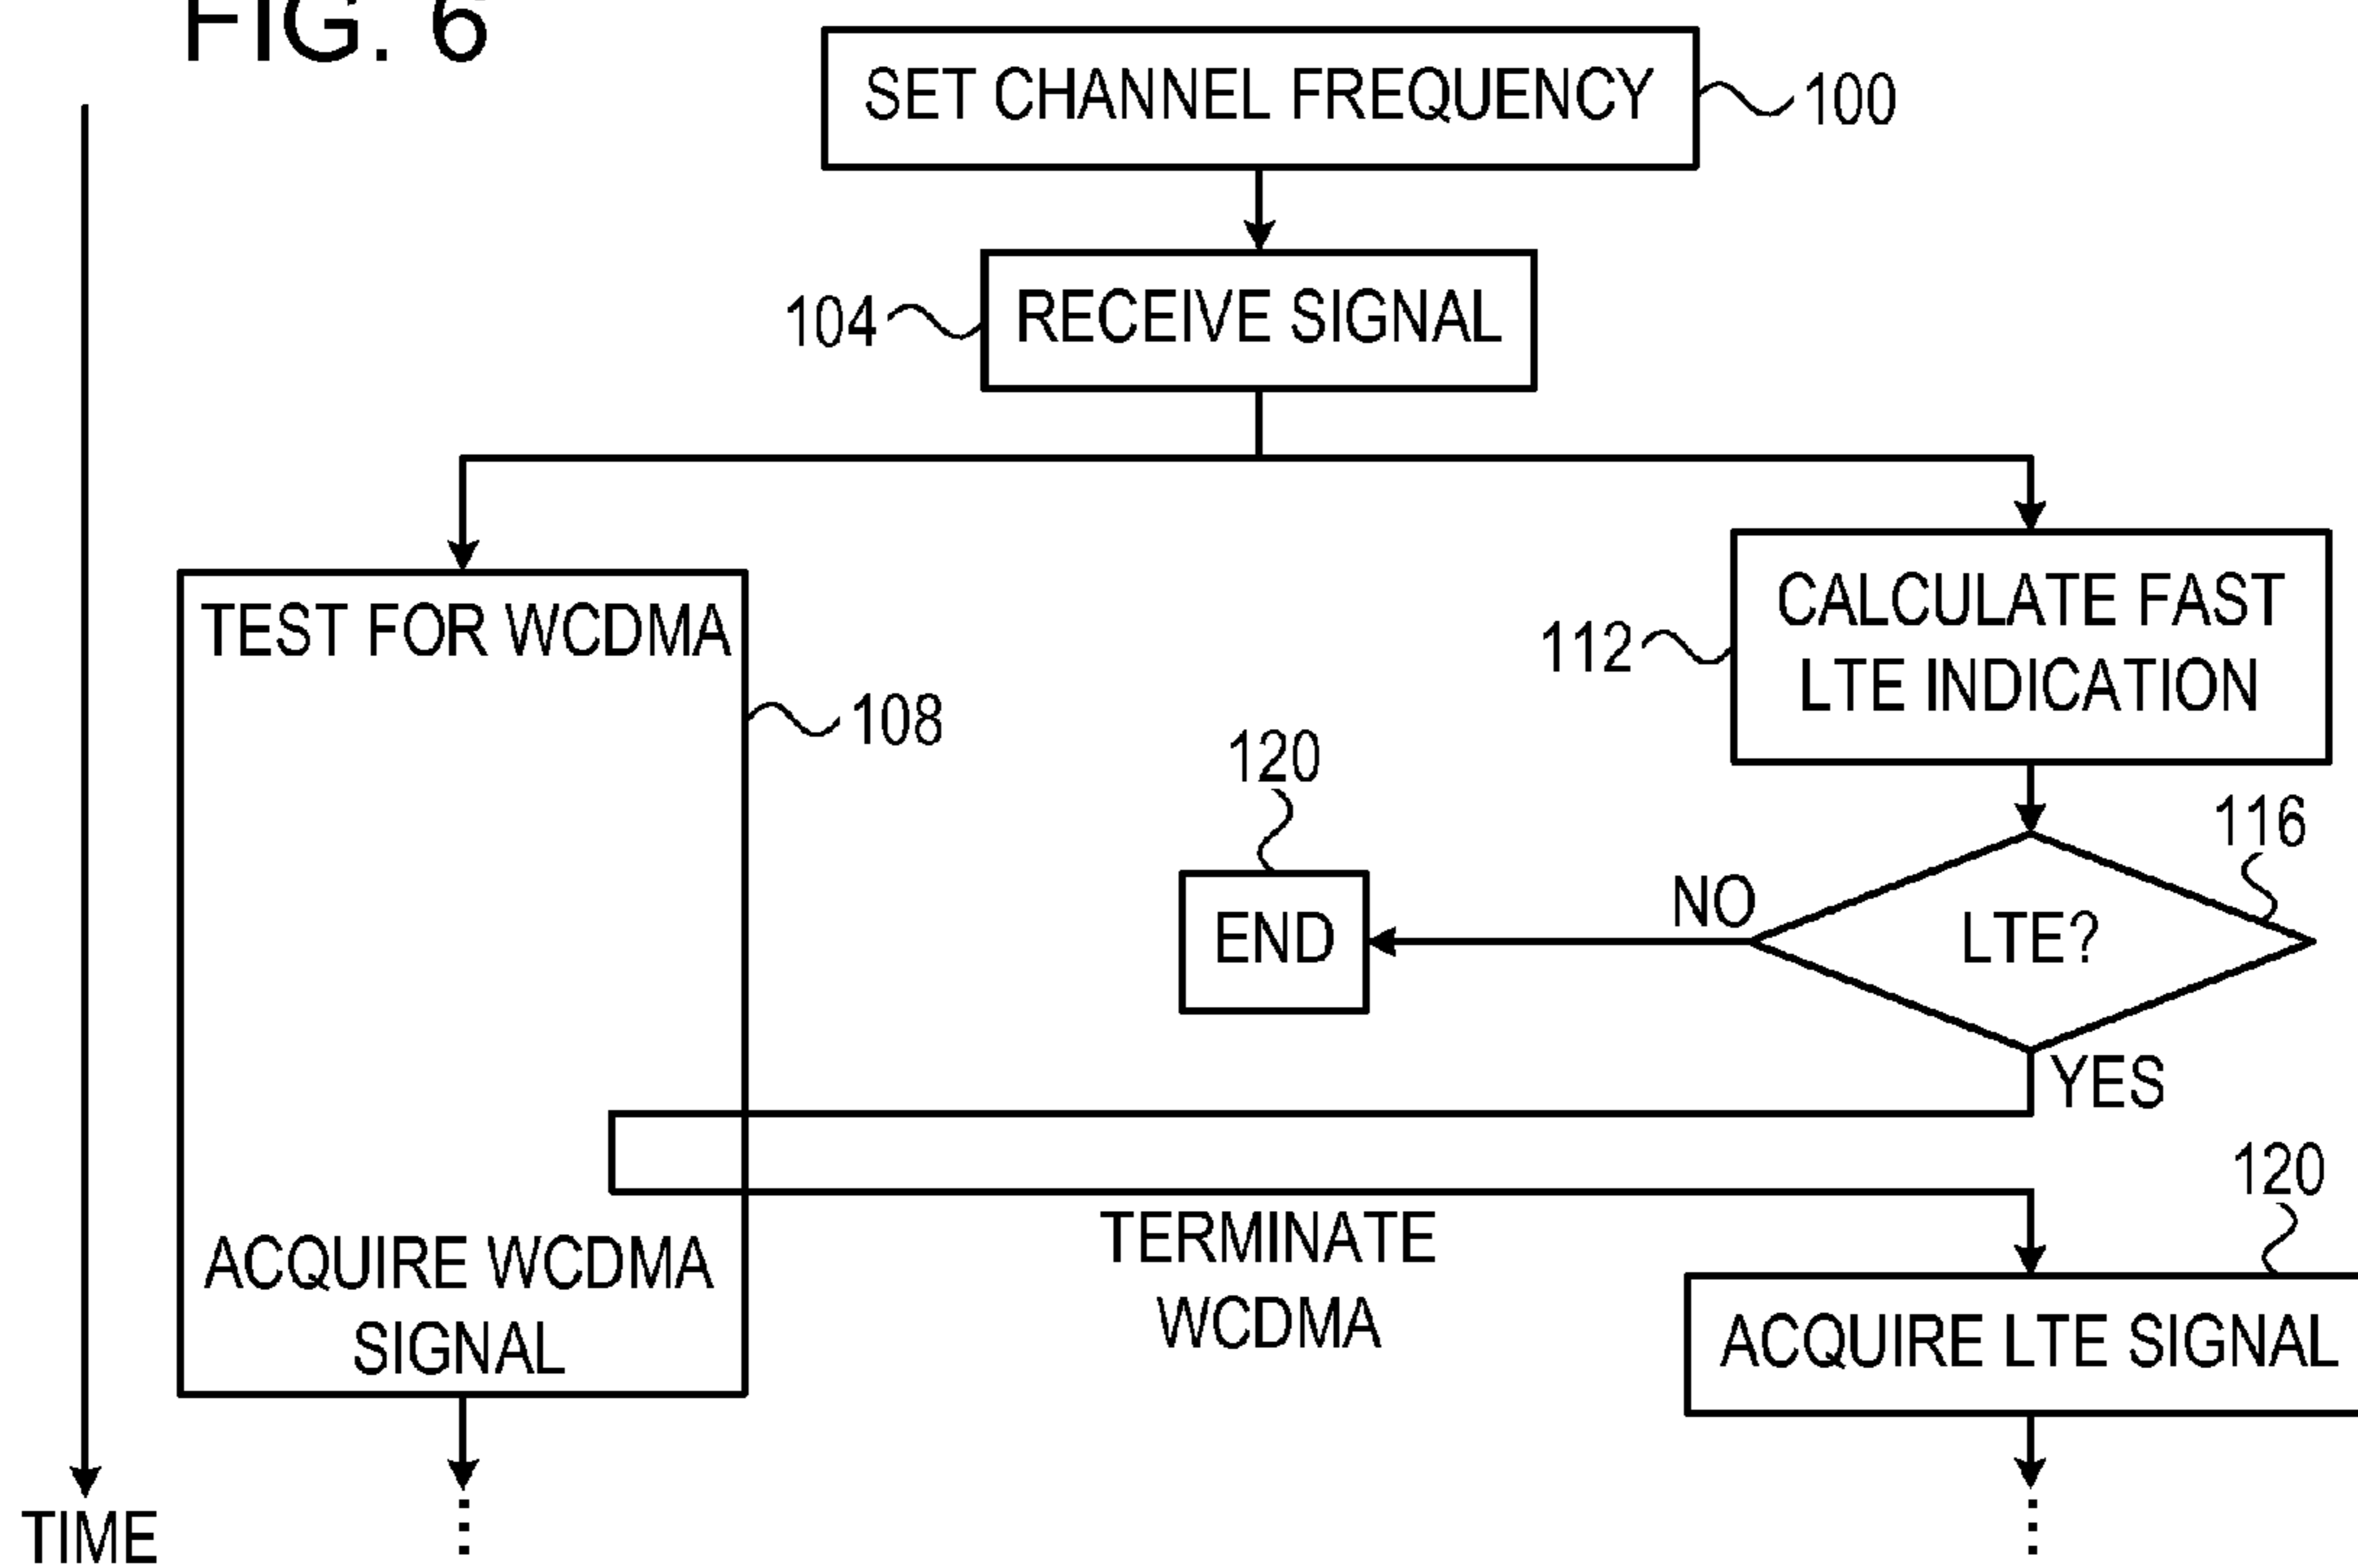 FIG. 6
SET CHANNEL FREQUENCY
100
104
RECEIVE SIGNAL
TEST FOR WCDMA
108
112
CALCULATE FAST
LTE INDICATION
120
END
NO
116
LTE?
YES
TERMINATE
WCDMA
ACQUIRE WCDMA
SIGNAL
120
ACQUIRE LTE SIGNAL
TIME